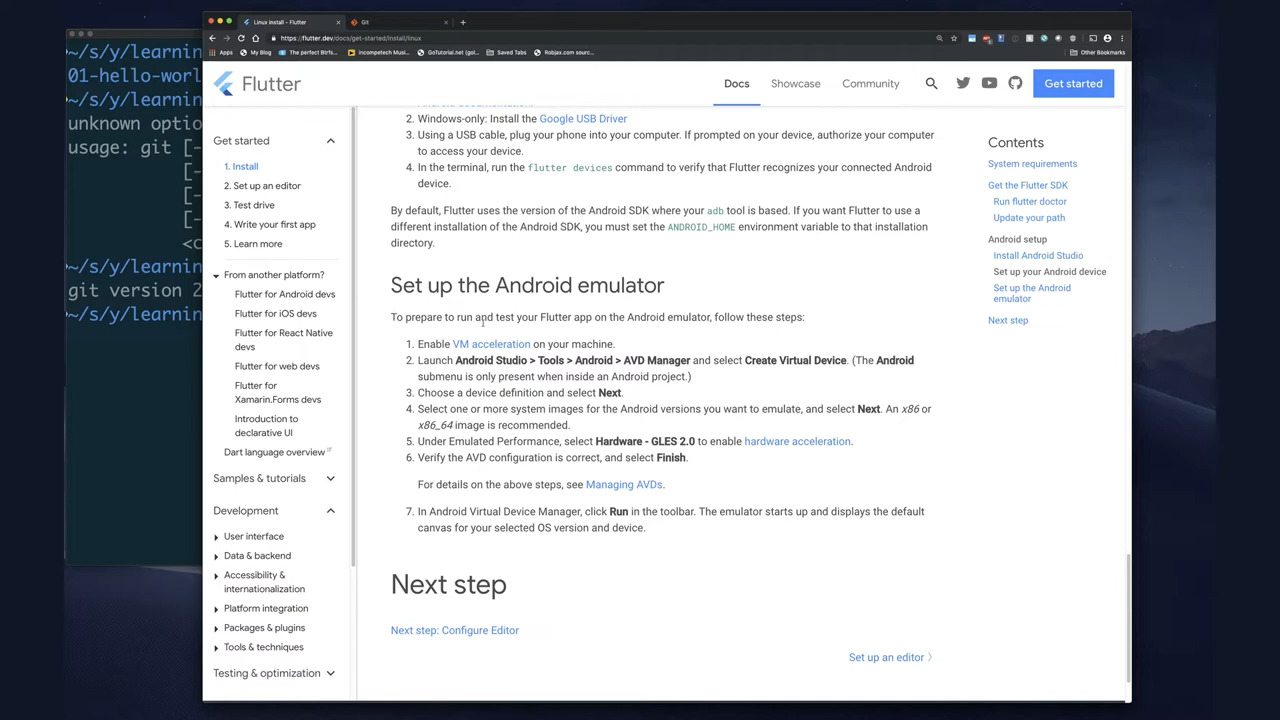 Linux install - Flutter
Git
https://flutter.dev/docs/get-started/install/linux
Apps
My Blog
The perfect Btrfs...
Incompetech Musi...
GoTutorial.net (gol...
Saved Tabs
Robjax.com sourc...
Other Bookmarks
~/s/y/learnin
01-hello-worl
~/s/y/learnin
unknown optio
usage: git [-
[-
[-
[-
<c
~/s/y/learnin
git version 2
~/s/y/learnin
Flutter
Docs
Showcase
Community
Get started
Get started
1. Install
2. Set up an editor
3. Test drive
4. Write your first app
5. Learn more
From another platform?
Flutter for Android devs
Flutter for iOS devs
Flutter for React Native
devs
Flutter for web devs
Flutter for
Xamarin.Forms devs
Introduction to
declarative UI
Dart language overview
Samples & tutorials
Development
User interface
Data & backend
Accessibility &
internationalization
Platform integration
Packages & plugins
Tools & techniques
Testing & optimization
2. Windows-only: Install the Google USB Driver
3. Using a USB cable, plug your phone into your computer. If prompted on your device, authorize your computer
to access your device.
4. In the terminal, run the flutter devices command to verify that Flutter recognizes your connected Android
device.
By default, Flutter uses the version of the Android SDK where your adb tool is based. If you want Flutter to use a
different installation of the Android SDK, you must set the ANDROID_HOME environment variable to that installation
directory.
Set up the Android emulator
To prepare to run and test your Flutter app on the Android emulator, follow these steps:
1. Enable VM acceleration on your machine.
2. Launch Android Studio > Tools > Android > AVD Manager and select Create Virtual Device. (The Android
submenu is only present when inside an Android project.)
3. Choose a device definition and select Next.
4. Select one or more system images for the Android versions you want to emulate, and select Next. An x86 or
x86_64 image is recommended.
5. Under Emulated Performance, select Hardware - GLES 2.0 to enable hardware acceleration.
6. Verify the AVD configuration is correct, and select Finish.
For details on the above steps, see Managing AVDs.
7. In Android Virtual Device Manager, click Run in the toolbar. The emulator starts up and displays the default
canvas for your selected OS version and device.
Next step
Next step: Configure Editor
Set up an editor
Contents
System requirements
Get the Flutter SDK
Run flutter doctor
Update your path
Android setup
Install Android Studio
Set up your Android device
Set up the Android
emulator
Next step